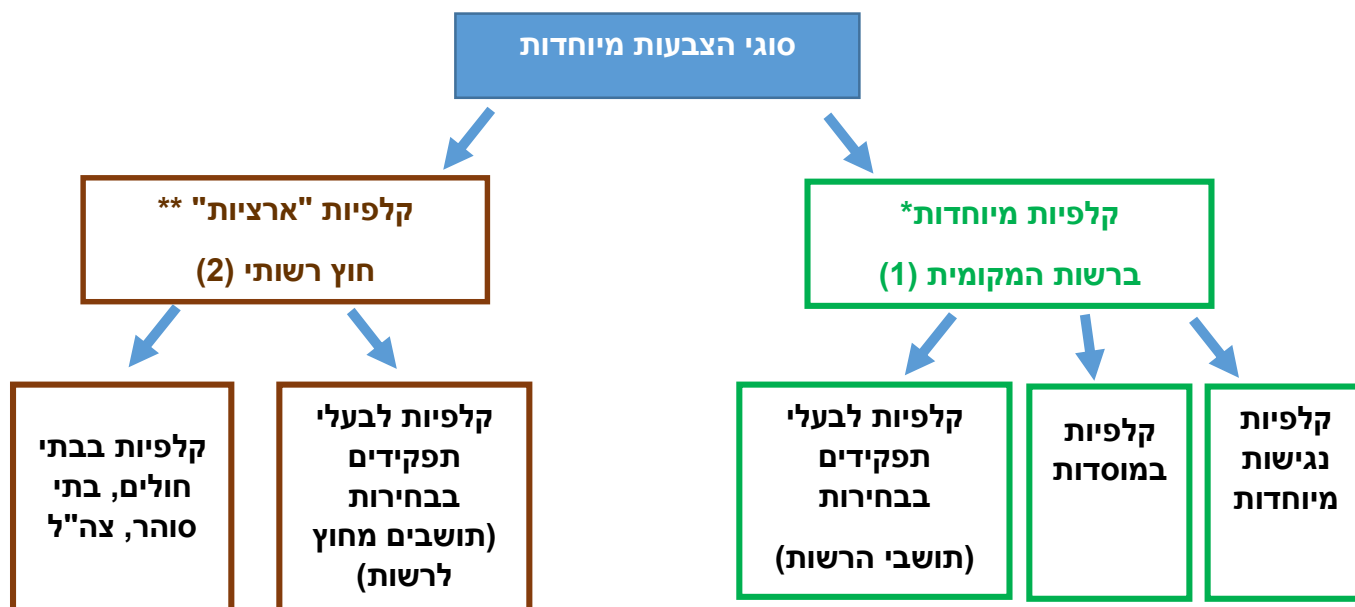 סוגי הצבעות מיוחדות
קלפיות מיוחדות*
ברשות המקומית (1)
קלפיות "ארציות" **
חוץ רשותי (2)
קלפיות
נגישות
מיוחדות
קלפיות
במוסדות
קלפיות לבעלי
תפקידים
בבחירות
(תושבי הרשות)
קלפיות לבעלי
תפקידים
בבחירות
(תושבים מחוץ
לרשות)
קלפיות בבתי
חולים, בתי
סוהר, צה"ל